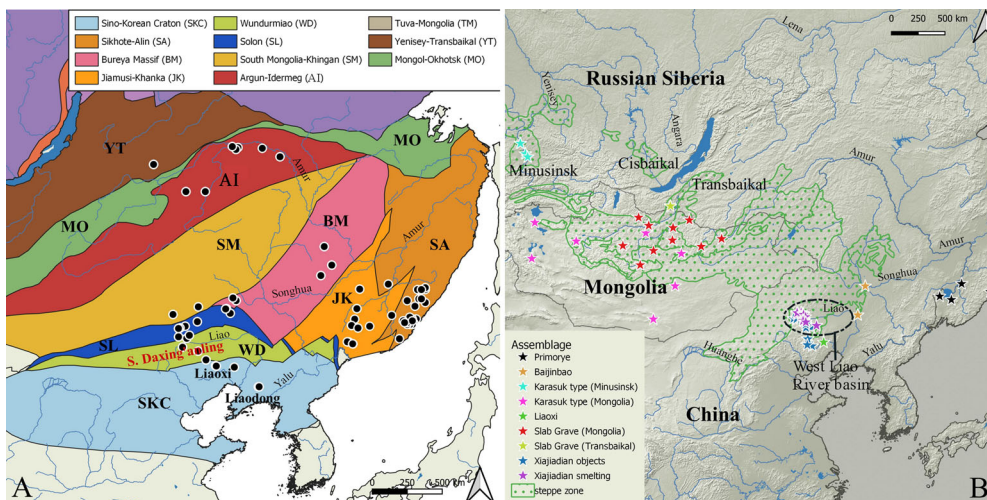 Sino-Korean Craton (SKC)
Sikhote-Alin (SA)
Bureya Massif (BM)
Jiamusi-Khanka (JK)
Wundurmiao (WD)
Solon (SL)
South Mongolia-Khingan (SM)
Argun-Idermeg (AI)
Tuva-Mongolia (TM)
Yenisey-Transbaikal (YT)
Mongol-Okhotsk (MO)
YT
MO
AI
Amur
MO
BM
SM
Amur
SA
Songhua
JK
SL
Liao
S. Daxing'anling
WD
Liaoxi
Yalu
SKC
Liaodong
A
0 250 500 km
0 250 500 km
Lena
Russian Siberia
Yenisey
Angara
Cisbaikal
Amur
Minusinsk
Transbaikal
Amur
Songhua
Mongolia
Liao
Huanghe
Yalu
West Liao
River basin
China
Assemblage
Primorye
Baijinbao
Karasuk type (Minusinsk)
Karasuk type (Mongolia)
Liaoxi
Slab Grave (Mongolia)
Slab Grave (Transbaikal)
Xiajiadian objects
Xiajiadian smelting
steppe zone
B